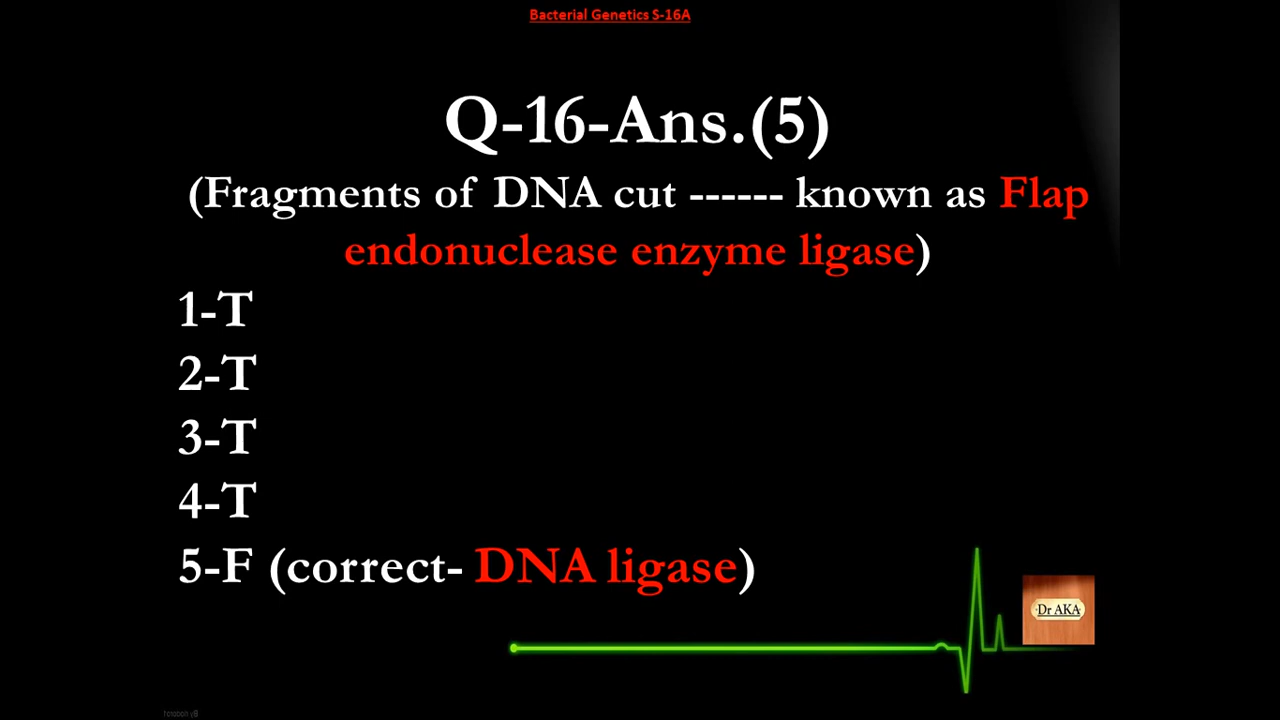 Bacterial Genetics S-16A
Q-16-Ans.(5)
(Fragments of DNA cut ------ known as Flap
endonuclease enzyme ligase)
1-T
2-T
3-T
4-T
5-F (correct- DNA ligase)
Dr AKA